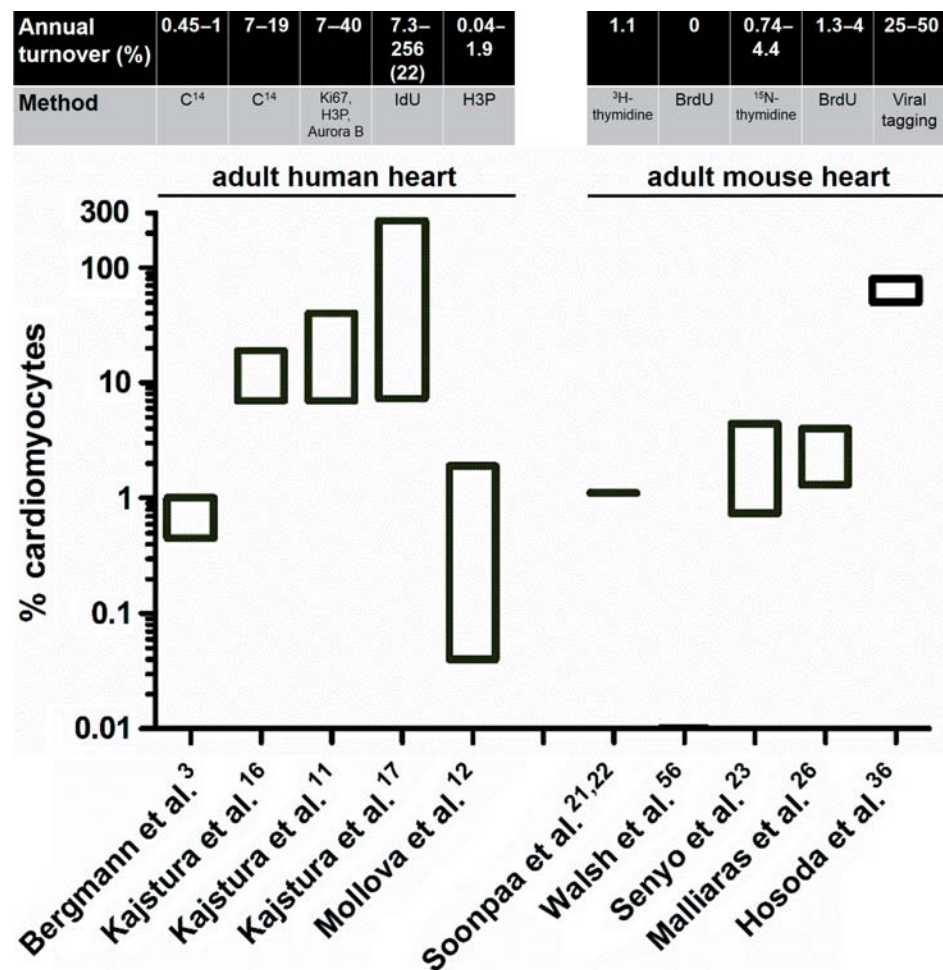 Annual turnover (%) 0.45–1 7–19 7–40 7.3–256 (22) 0.04–1.9 1.1 0 0.74–4.4 1.3–4 25–50
Method C¹⁴ C¹⁴ Ki67, H3P, Aurora B IdU H3P ³H-thymidine BrdU ¹⁵N-thymidine BrdU Viral tagging
adult human heart
adult mouse heart
% cardiomyocytes
300
100
10
1
0.1
0.01
Bergmann et al. ³
Kajstura et al. ¹⁶
Kajstura et al. ¹¹
Kajstura et al. ¹⁷
Mollova et al. ¹²
Soonpaa et al. ²¹,²²
Walsh et al. ⁵⁶
Senyo et al. ²³
Malliaras et al. ²⁶
Hosoda et al. ³⁶